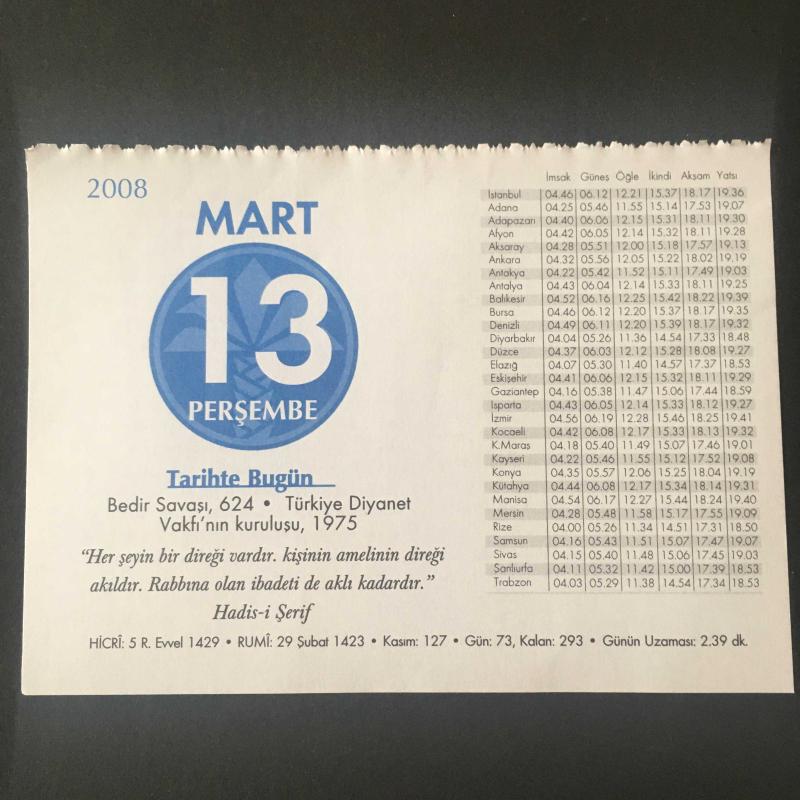 2008
MART
13
PERŞEMBE
Tarihte Bugün
Bedir Savaşı, 624 • Türkiye Diyanet
Vakfı'nın kuruluşu, 1975
"Her şeyin bir direği vardır. kişinin amelinin direği
akıldır. Rabbına olan ibadeti de aklı kadardır."
Hadis-i Şerif
İmsak Güneş Öğle İkindi Akşam Yatsı
İstanbul 04.46 06.12 12.21 15.37 18.17 19.36
Adana 04.25 05.46 11.55 15.14 17.53 19.07
Adapazarı 04.40 06.06 12.15 15.31 18.11 19.30
Afyon 04.42 06.05 12.14 15.32 18.11 19.28
Aksaray 04.28 05.51 12.00 15.18 17.57 19.13
Ankara 04.32 05.56 12.05 15.22 18.02 19.19
Antakya 04.22 05.42 11.52 15.11 17.49 19.03
Antalya 04.43 06.04 12.14 15.33 18.11 19.25
Balıkesir 04.52 06.16 12.25 15.42 18.22 19.39
Bursa 04.46 06.12 12.20 15.37 18.17 19.35
Denizli 04.49 06.11 12.20 15.39 18.17 19.32
Diyarbakır 04.04 05.26 11.36 14.54 17.33 18.48
Düzce 04.37 06.03 12.12 15.28 18.08 19.27
Elazığ 04.07 05.30 11.40 14.57 17.37 18.53
Eskişehir 04.41 06.06 12.15 15.32 18.11 19.29
Gaziantep 04.16 05.38 11.47 15.06 17.44 18.59
Isparta 04.43 06.05 12.14 15.33 18.12 19.27
İzmir 04.56 06.19 12.28 15.46 18.25 19.41
Kocaeli 04.42 06.08 12.17 15.33 18.13 19.32
K.Maraş 04.18 05.40 11.49 15.07 17.46 19.01
Kayseri 04.22 05.46 11.55 15.12 17.52 19.08
Konya 04.35 05.57 12.06 15.25 18.04 19.19
Kütahya 04.44 06.08 12.17 15.34 18.14 19.31
Manisa 04.54 06.17 12.27 15.44 18.24 19.40
Mersin 04.28 05.48 11.58 15.17 17.55 19.09
Rize 04.00 05.26 11.34 14.51 17.31 18.50
Samsun 04.16 05.43 11.51 15.07 17.47 19.07
Sivas 04.15 05.40 11.48 15.06 17.45 19.03
Şanlıurfa 04.11 05.32 11.42 15.00 17.39 18.53
Trabzon 04.03 05.29 11.38 14.54 17.34 18.53
HİCRÎ: 5 R. Evvel 1429 • RUMÎ: 29 Şubat 1423 • Kasım: 127 • Gün: 73, Kalan: 293 • Günün Uzaması: 2.39 dk.